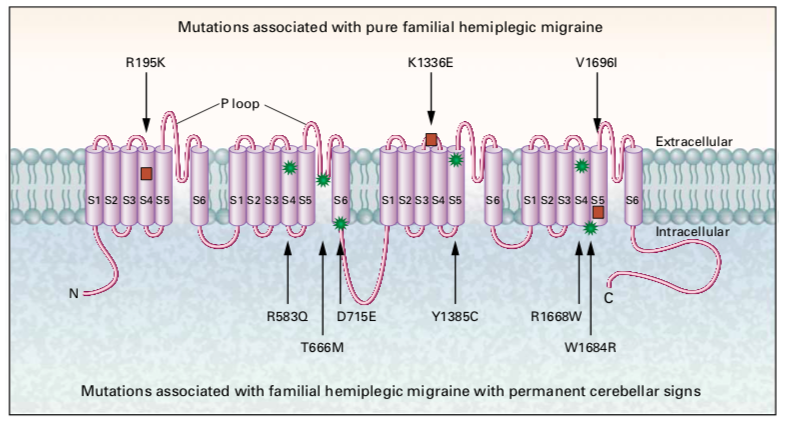 Mutations associated with pure familial hemiplegic migraine
R195K K1336E V1696I
P loop
Extracellular
S1 S2 S3 S4 S5 S6 S1 S2 S3 S4 S5 S6 S1 S2 S3 S4 S5 S6 S1 S2 S3 S4 S5 S6
Intracellular
N C
R583Q D715E Y1385C R1668W
T666M W1684R
Mutations associated with familial hemiplegic migraine with permanent cerebellar signs